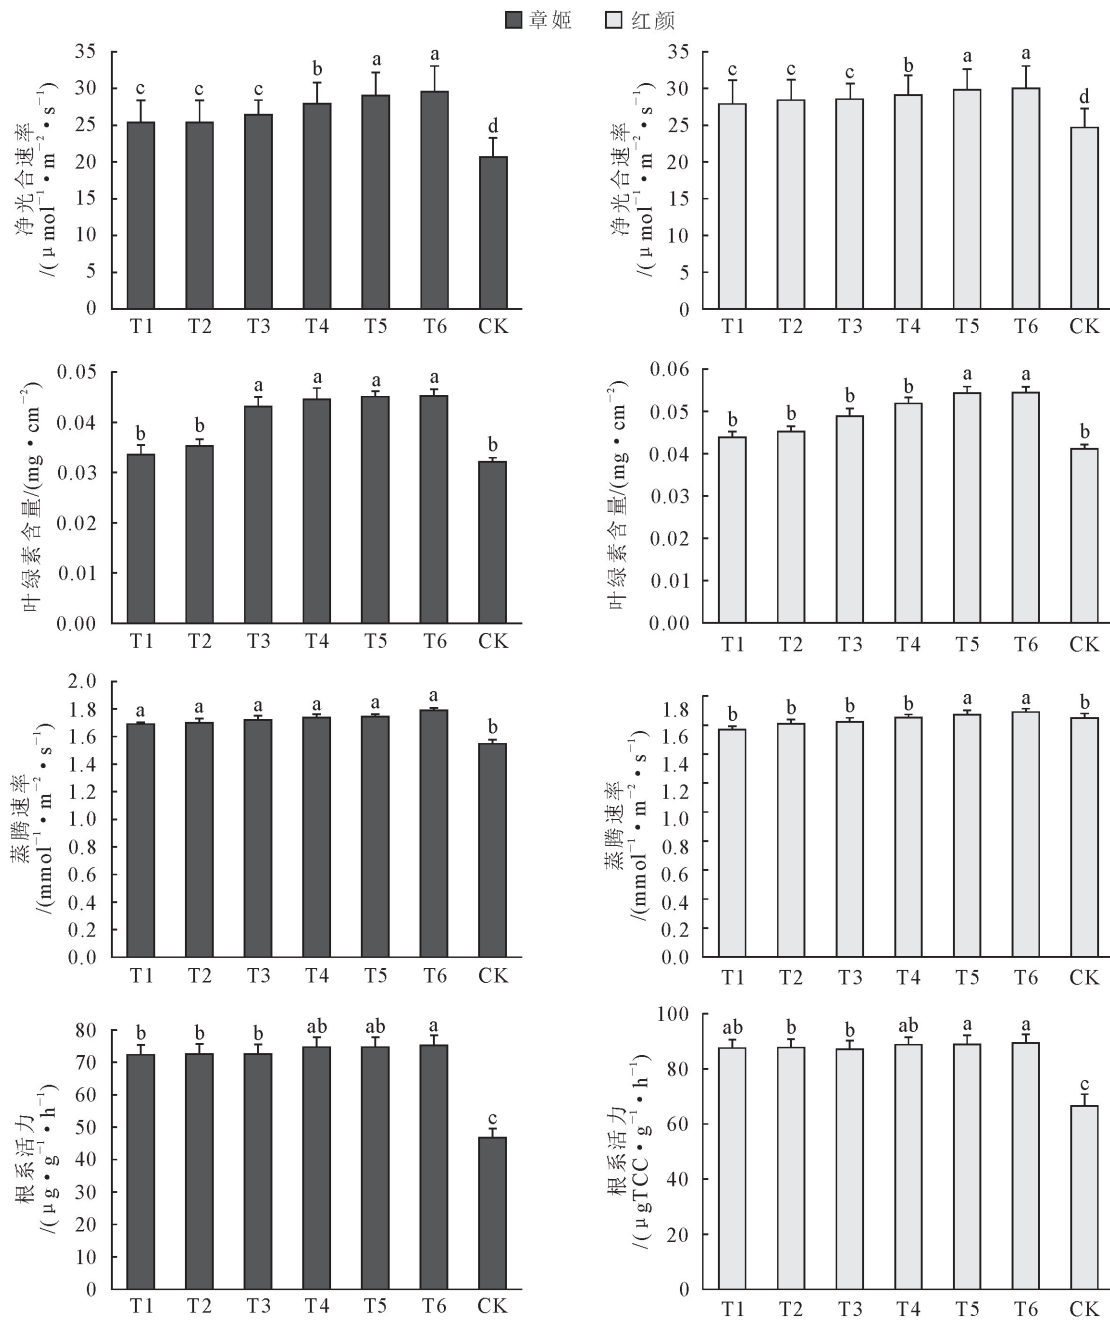 章姬 红颜
净光合速率
/(μmol⁻¹•m⁻²•s⁻¹)
35
30
25
20
15
10
5
0
c c c b a a d
T1 T2 T3 T4 T5 T6 CK
净光合速率
/(μmol⁻¹•m⁻²•s⁻¹)
35
30
25
20
15
10
5
0
c c c b a a d
T1 T2 T3 T4 T5 T6 CK
叶绿素含量/(mg•cm⁻²)
0.05
0.04
0.03
0.02
0.01
0.00
b b a a a a b
T1 T2 T3 T4 T5 T6 CK
叶绿素含量/(mg•cm⁻²)
0.06
0.05
0.04
0.03
0.02
0.01
0.00
b b b b a a b
T1 T2 T3 T4 T5 T6 CK
蒸腾速率
/(mmol⁻¹•m⁻²•s⁻¹)
2.0
1.8
1.6
1.4
1.2
1.0
0.8
0.6
0.4
0.2
0.0
a a a a a a b
T1 T2 T3 T4 T5 T6 CK
蒸腾速率
/(mmol⁻¹•m⁻²•s⁻¹)
1.8
1.6
1.4
1.2
1.0
0.8
0.6
0.4
0.2
0.0
b b b b a a b
T1 T2 T3 T4 T5 T6 CK
根系活力
/(μg•g⁻¹•h⁻¹)
80
70
60
50
40
30
20
10
0
b b b ab ab a c
T1 T2 T3 T4 T5 T6 CK
根系活力
/(μgTCC•g⁻¹•h⁻¹)
100
80
60
40
20
0
ab b b ab a a c
T1 T2 T3 T4 T5 T6 CK